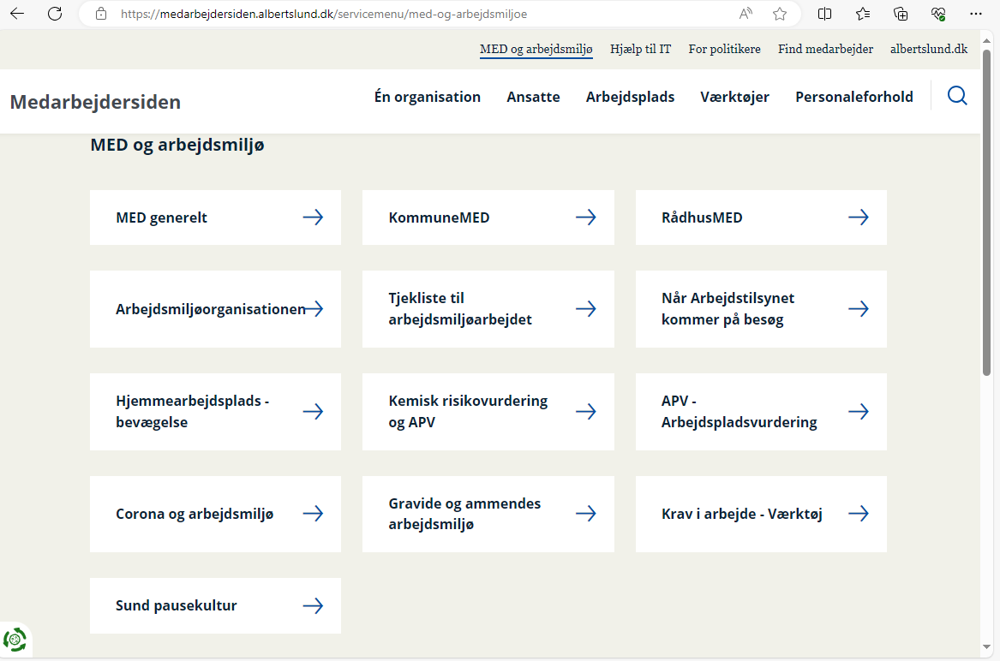 https://medarbejdersiden.albertslund.dk/servicemenu/med-og-arbejdsmiljoe
MED og arbejdsmiljø Hjælp til IT For politikere Find medarbejder albertslund.dk
Medarbejdersiden
Én organisation Ansatte Arbejdsplads Værktøjer Personaleforhold
MED og arbejdsmiljø
MED generelt
KommuneMED
RådhusMED
Arbejdsmiljøorganisationen
Tjekliste til
arbejdsmiljøarbejdet
Når Arbejdstilsynet
kommer på besøg
Hjemmearbejdsplads -
bevægelse
Kemisk risikovurdering
og APV
APV -
Arbejdspladsvurdering
Corona og arbejdsmiljø
Gravide og ammendes
arbejdsmiljø
Krav i arbejde - Værktøj
Sund pausekultur